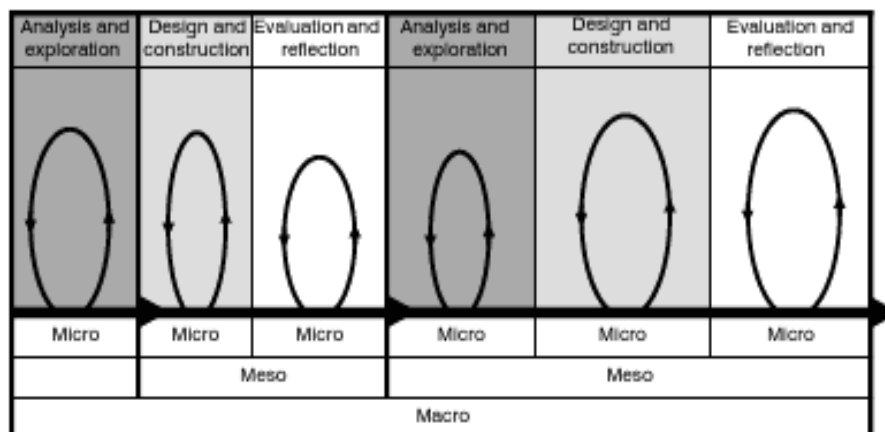 Analysis and
exploration
Design and
construction
Evaluation and
reflection
Analysis and
exploration
Design and
construction
Evaluation and
reflection
Micro
Micro
Micro
Micro
Micro
Micro
Meso
Meso
Macro